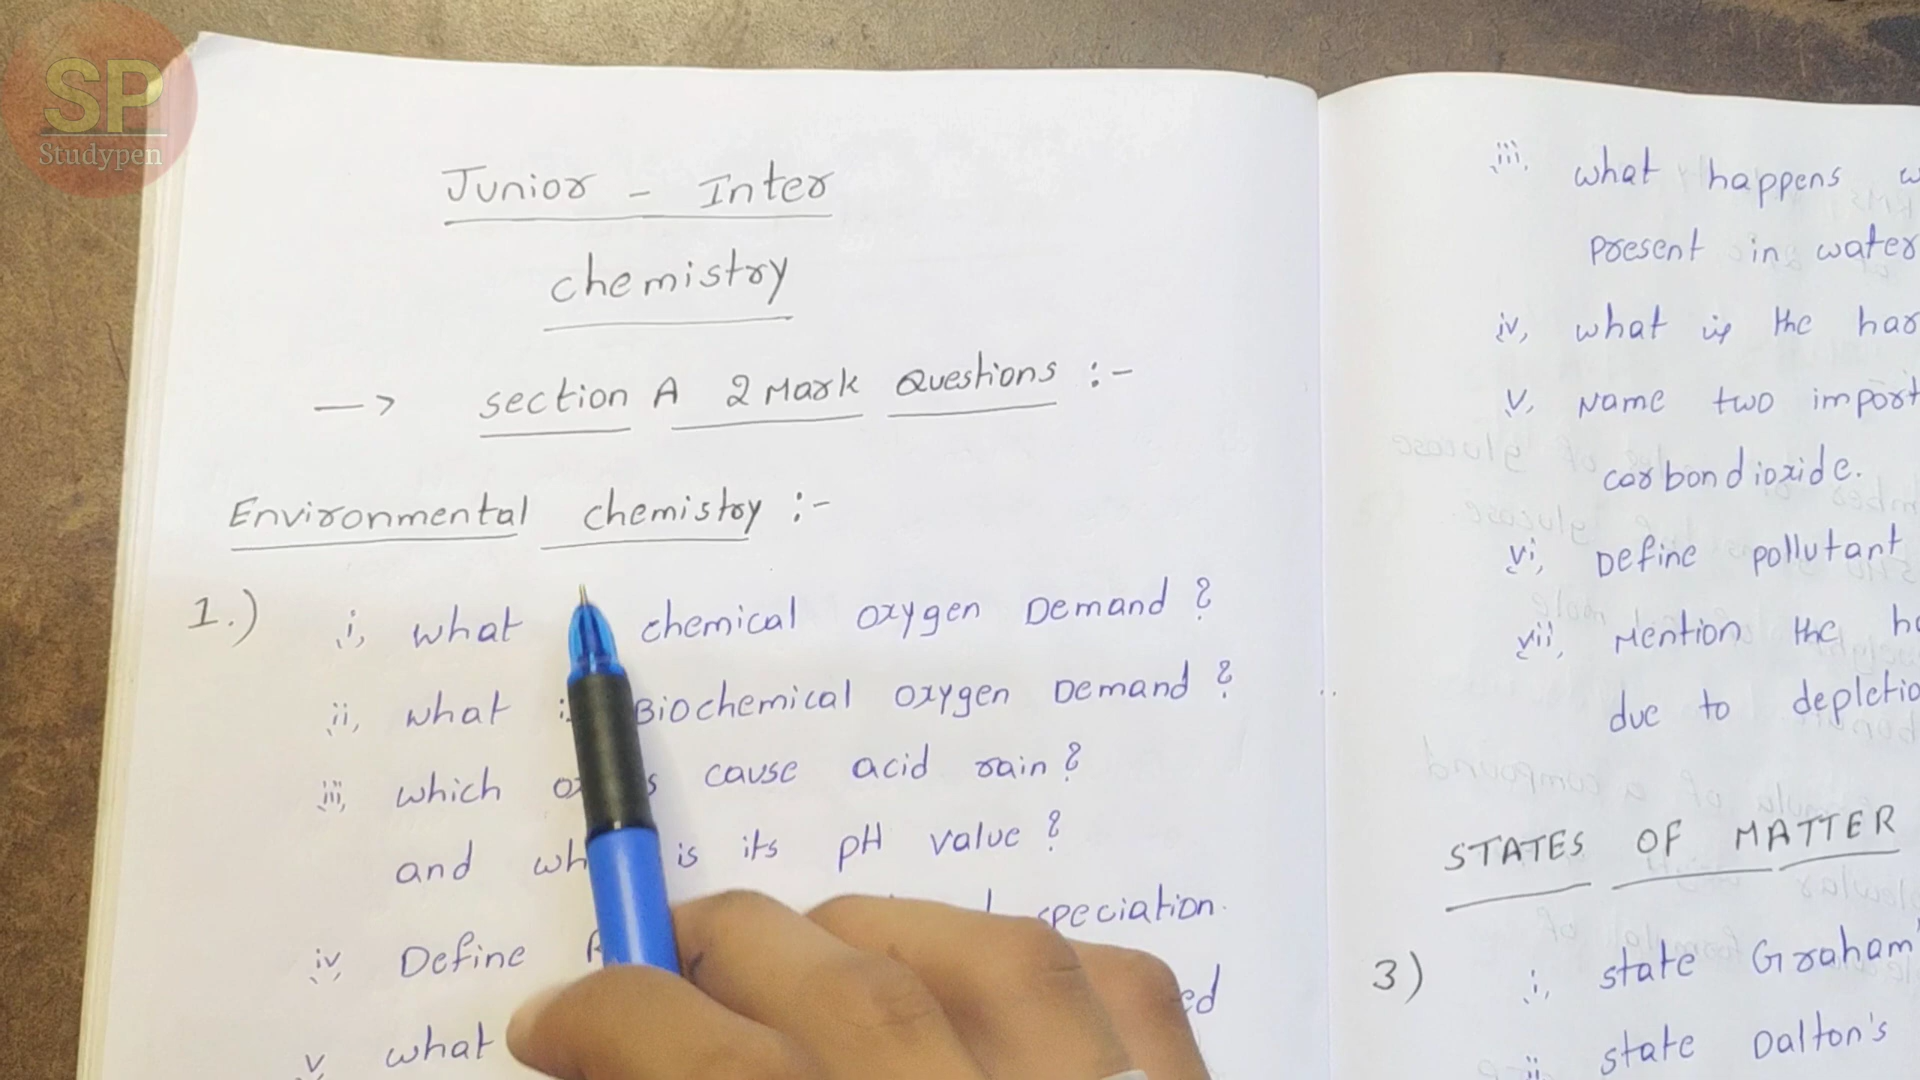 SP
Studypen
Junior - Inter
chemistry
—> section A 2 Mark Questions :-
Environmental chemistry :-
1.) i, what chemical oxygen Demand ?
ii, what Biochemical oxygen Demand ?
iii, which cause acid rain ?
and is its pH value ?
iv, Define speciation.
v, what
iii. what happens
present in water
iv, what is the
v, Name two
carbondioxide.
vi, Define pollutant
vii, Mention the
due to
STATES OF MATTER
3) i, state Graham'
ii, state Dalton's